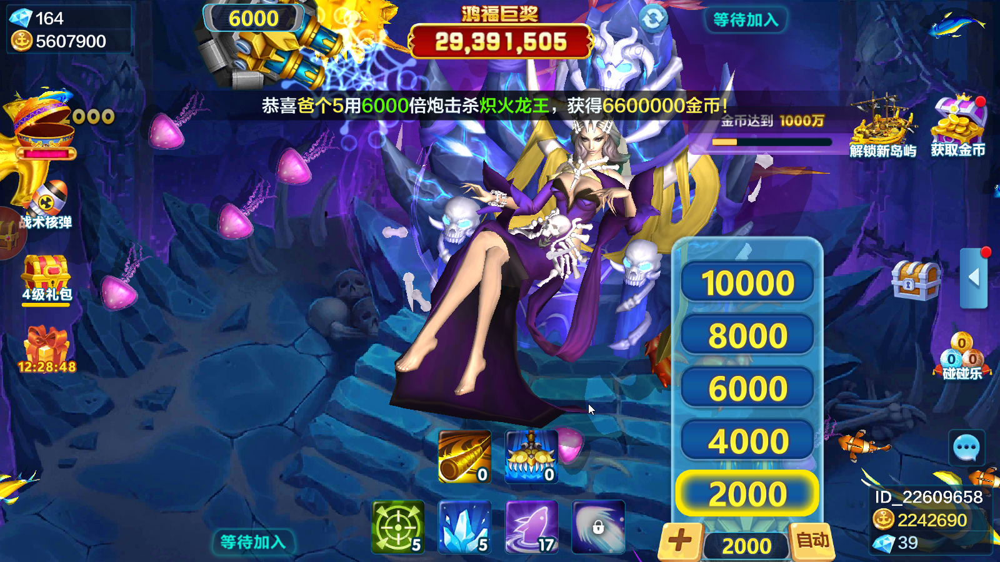 164
5607900
6000
鸿福巨奖
29,391,505
等待加入
恭喜爸个5用6000倍炮击杀炽火龙王，获得6600000金币！
金币达到 1000万
解锁新岛屿
获取金币
战术核弹
4级礼包
12:28:48
10000
8000
6000
4000
2000
0
0
0
碰碰乐
0
0
5
5
17
等待加入
2000
自动
ID_22609658
2242690
39